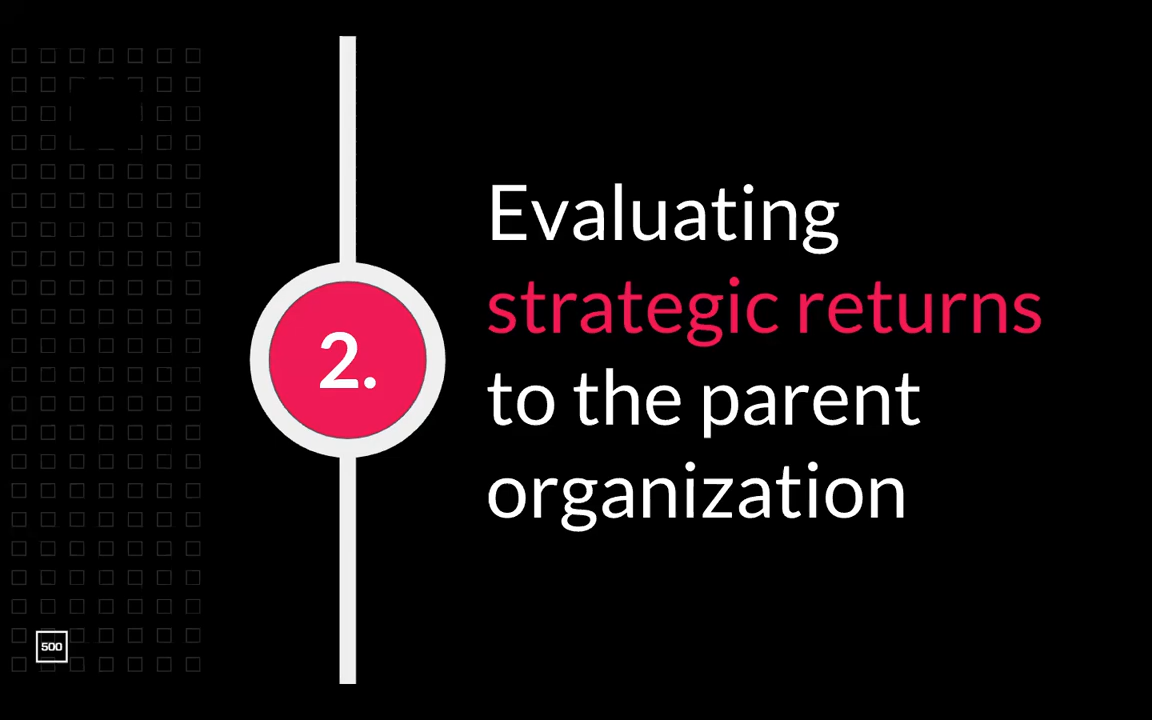 2.
Evaluating
strategic returns
to the parent
organization
500